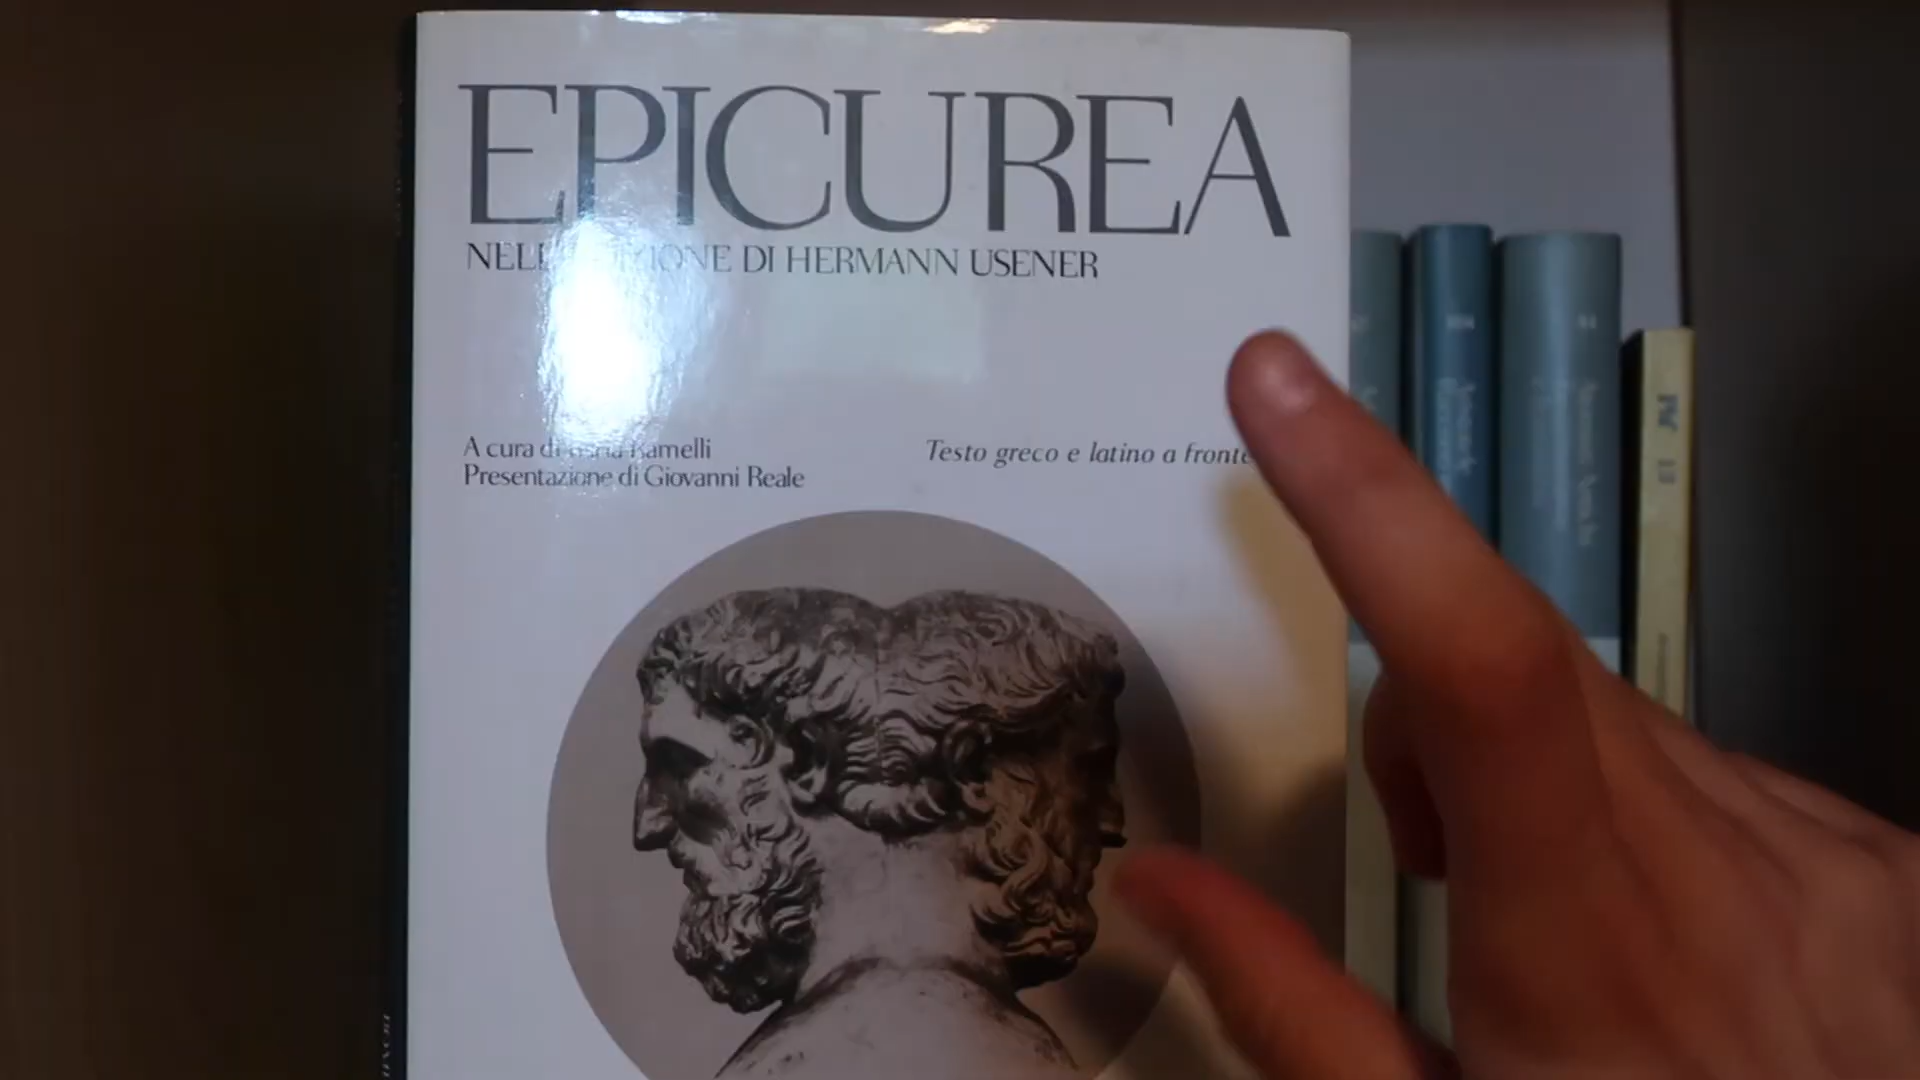 EPICUREA
NELL'EDIZIONE DI HERMANN USENER
A cura di Ilaria Ramelli
Presentazione di Giovanni Reale
Testo greco e latino a fronte